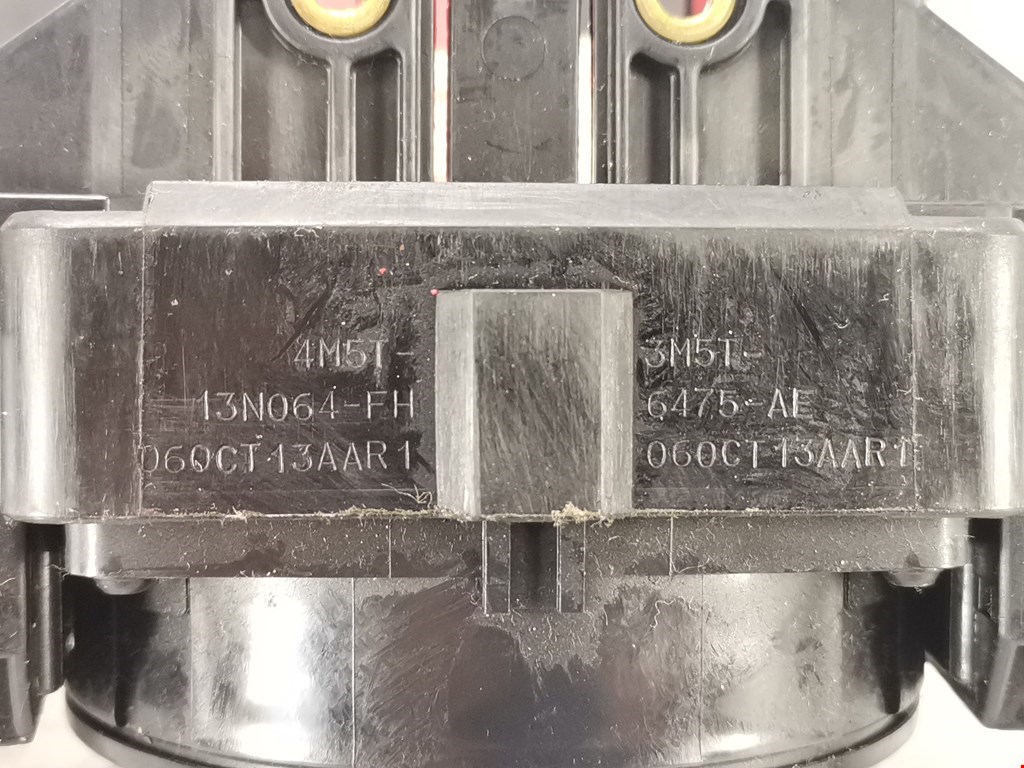 4M5T-
13N064-FH
060CT13AAR1
3M5T-
6475-AE
060CT13AAR1